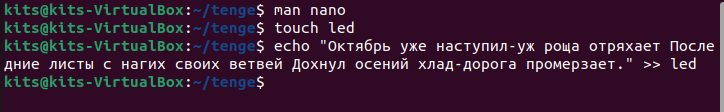 kits@kits-VirtualBox:~/tenge$ man nano
kits@kits-VirtualBox:~/tenge$ touch led
kits@kits-VirtualBox:~/tenge$ echo "Октябрь уже наступил-уж роща отряхает После
дние листы с нагих своих ветвей Дохнул осений хлад-дорога промерзает." >> led
kits@kits-VirtualBox:~/tenge$